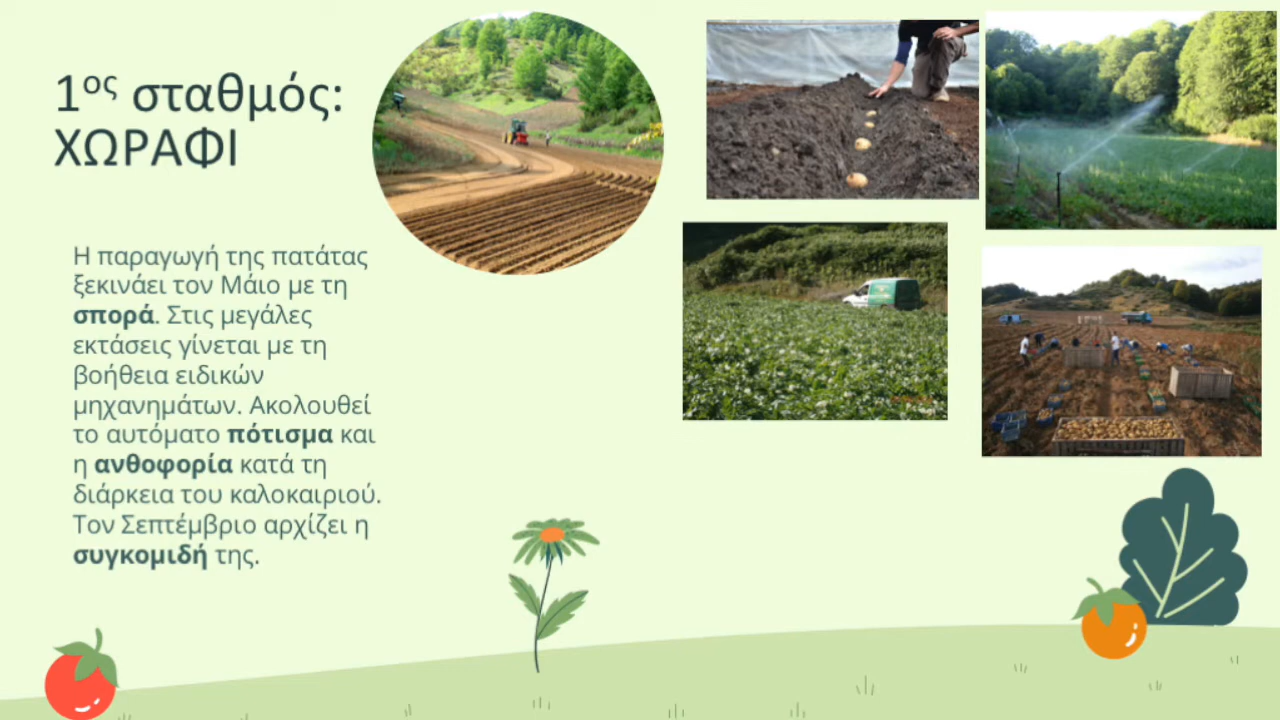 1ος σταθμός:
ΧΩΡΑΦΙ
Η παραγωγή της πατάτας
ξεκινάει τον Μάιο με τη
σπορά. Στις μεγάλες
εκτάσεις γίνεται με τη
βοήθεια ειδικών
μηχανημάτων. Ακολουθεί
το αυτόματο πότισμα και
η ανθοφορία κατά τη
διάρκεια του καλοκαιριού.
Τον Σεπτέμβριο αρχίζει η
συγκομιδή της.